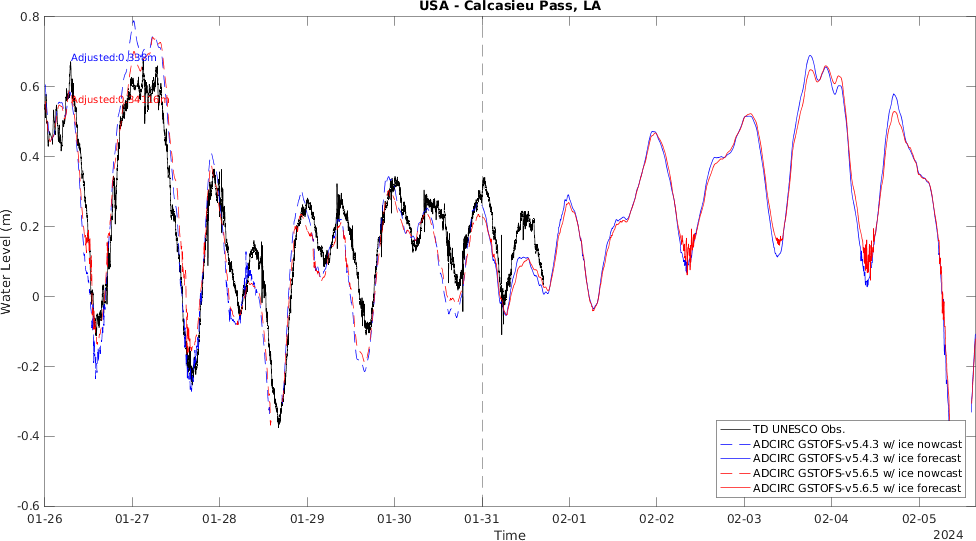 USA - Calcasieu Pass, LA
0.8
0.6
0.4
0.2
0
-0.2
-0.4
-0.6
Water Level (m)
Adjusted:0.338m
TD UNESCO Obs.
ADCIRC GSTOFS-v5.4.3 w/ ice nowcast
ADCIRC GSTOFS-v5.4.3 w/ ice forecast
ADCIRC GSTOFS-v5.6.5 w/ ice nowcast
ADCIRC GSTOFS-v5.6.5 w/ ice forecast
01-26 01-27 01-28 01-29 01-30 01-31 02-01 02-02 02-03 02-04 02-05
Time
2024